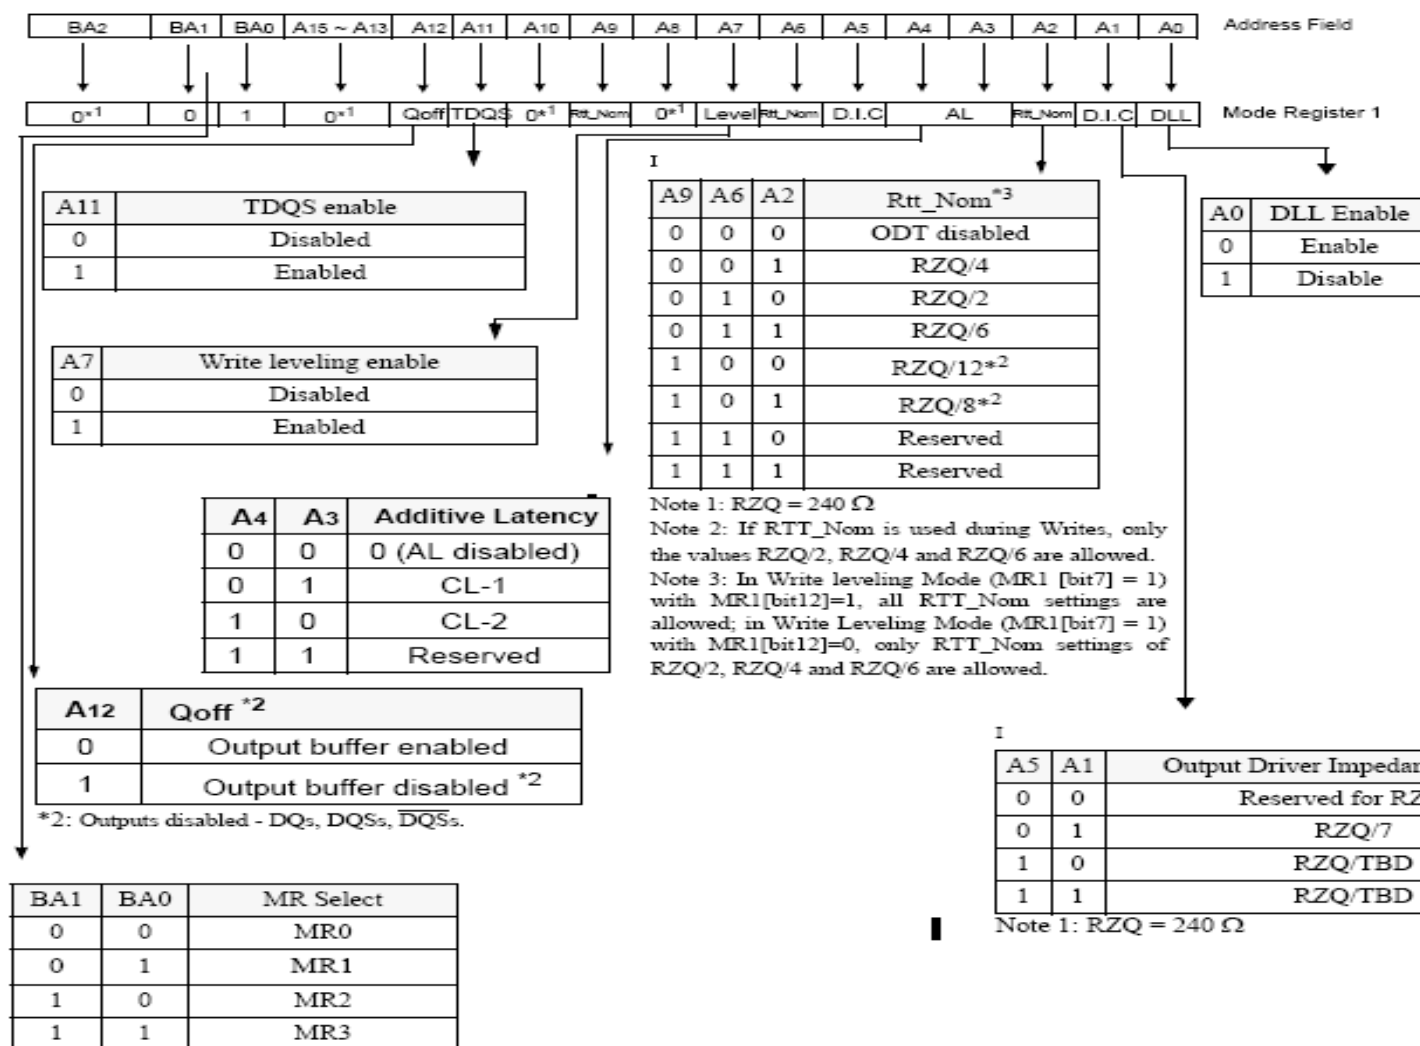 BA2 BA1 BA0 A15 ~ A13 A12 A11 A10 A9 A8 A7 A6 A5 A4 A3 A2 A1 A0 Address Field
0*1 0 1 0*1 Qoff TDQS 0*1 Rtt_Nom 0*1 Level Rtt_Nom D.I.C AL Rtt_Nom D.I.C DLL Mode Register 1
A11 TDQS enable
0 Disabled
1 Enabled
A7 Write leveling enable
0 Disabled
1 Enabled
I
A9 A6 A2 Rtt_Nom*3
0 0 0 ODT disabled
0 0 1 RZQ/4
0 1 0 RZQ/2
0 1 1 RZQ/6
1 0 0 RZQ/12*2
1 0 1 RZQ/8*2
1 1 0 Reserved
1 1 1 Reserved
Note 1: RZQ = 240 Ω
Note 2: If RTT_Nom is used during Writes, only
the values RZQ/2, RZQ/4 and RZQ/6 are allowed.
Note 3: In Write leveling Mode (MR1 [bit7] = 1)
with MR1[bit12]=1, all RTT_Nom settings are
allowed; in Write Leveling Mode (MR1[bit7] = 1)
with MR1[bit12]=0, only RTT_Nom settings of
RZQ/2, RZQ/4 and RZQ/6 are allowed.
A0 DLL Enable
0 Enable
1 Disable
A4 A3 Additive Latency
0 0 0 (AL disabled)
0 1 CL-1
1 0 CL-2
1 1 Reserved
A12 Qoff *2
0 Output buffer enabled
1 Output buffer disabled *2
*2: Outputs disabled - DQs, DQSs, D̅Q̅S̅s.
I
A5 A1 Output Driver Impedan
0 0 Reserved for RZ
0 1 RZQ/7
1 0 RZQ/TBD
1 1 RZQ/TBD
Note 1: RZQ = 240 Ω
BA1 BA0 MR Select
0 0 MR0
0 1 MR1
1 0 MR2
1 1 MR3